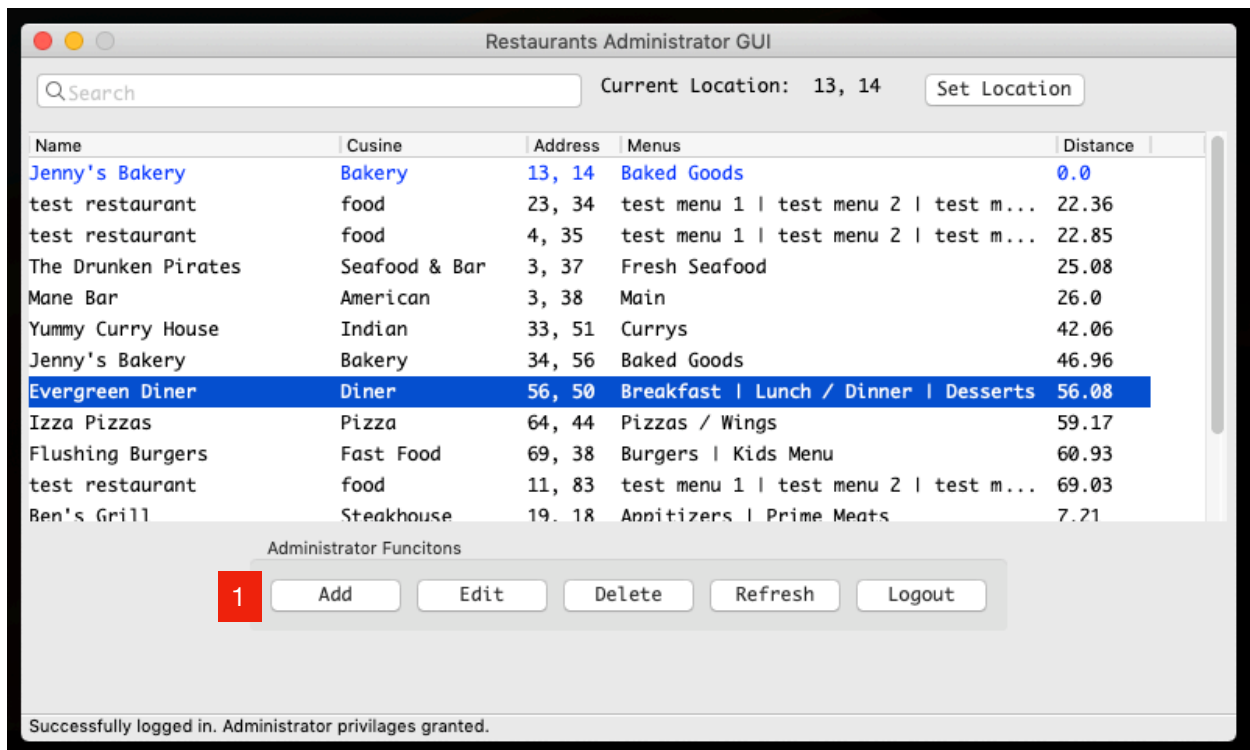 Restaurants Administrator GUI
Search Current Location: 13, 14 Set Location
Name Cusine Address Menus Distance
Jenny's Bakery Bakery 13, 14 Baked Goods 0.0
test restaurant food 23, 34 test menu 1 | test menu 2 | test m... 22.36
test restaurant food 4, 35 test menu 1 | test menu 2 | test m... 22.85
The Drunken Pirates Seafood & Bar 3, 37 Fresh Seafood 25.08
Mane Bar American 3, 38 Main 26.0
Yummy Curry House Indian 33, 51 Currys 42.06
Jenny's Bakery Bakery 34, 56 Baked Goods 46.96
Evergreen Diner Diner 56, 50 Breakfast | Lunch / Dinner | Desserts 56.08
Izza Pizzas Pizza 64, 44 Pizzas / Wings 59.17
Flushing Burgers Fast Food 69, 38 Burgers | Kids Menu 60.93
test restaurant food 11, 83 test menu 1 | test menu 2 | test m... 69.03
Ben's Grill Steakhouse 19, 18 Appitizers | Prime Meats 7.21
Administrator Funcitons
1 Add Edit Delete Refresh Logout
Successfully logged in. Administrator privilages granted.